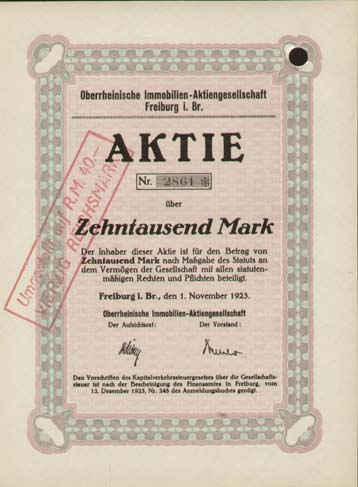 Oberrheinische Immobilien-Aktiengesellschaft
Freiburg i. Br.
AKTIE
Nr. 2861 ✻
über
Zehntausend Mark
Der Inhaber dieser Aktie ist für den Betrag von
Zehntausend Mark nach Maßgabe des Statuts an
dem Vermögen der Gesellschaft mit allen statuten-
mäßigen Rechten und Pflichten beteiligt.
Freiburg i. Br., den 1. November 1923.
Oberrheinische Immobilien-Aktiengesellschaft
Der Aufsichtsrat: Der Vorstand:
Den Vorschriften des Kapitalverkehrssteuergesetzes über die Gesellschafts-
steuer ist nach der Bescheinigung des Finanzamtes in Freiburg, vom
12. Dezember 1923, Nr. 248 des Anmeldungsbuches genügt.
Umgestellt auf R.M. 40.-
VIERZIG REICHSMARK